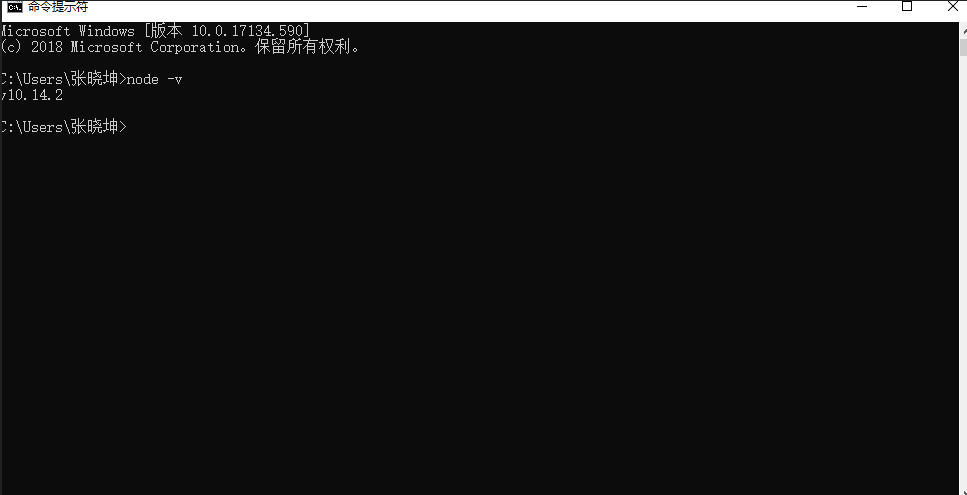 命令提示符
Microsoft Windows [版本 10.0.17134.590]
(c) 2018 Microsoft Corporation。保留所有权利。
C:\Users\张晓坤>node -v
v10.14.2
C:\Users\张晓坤>